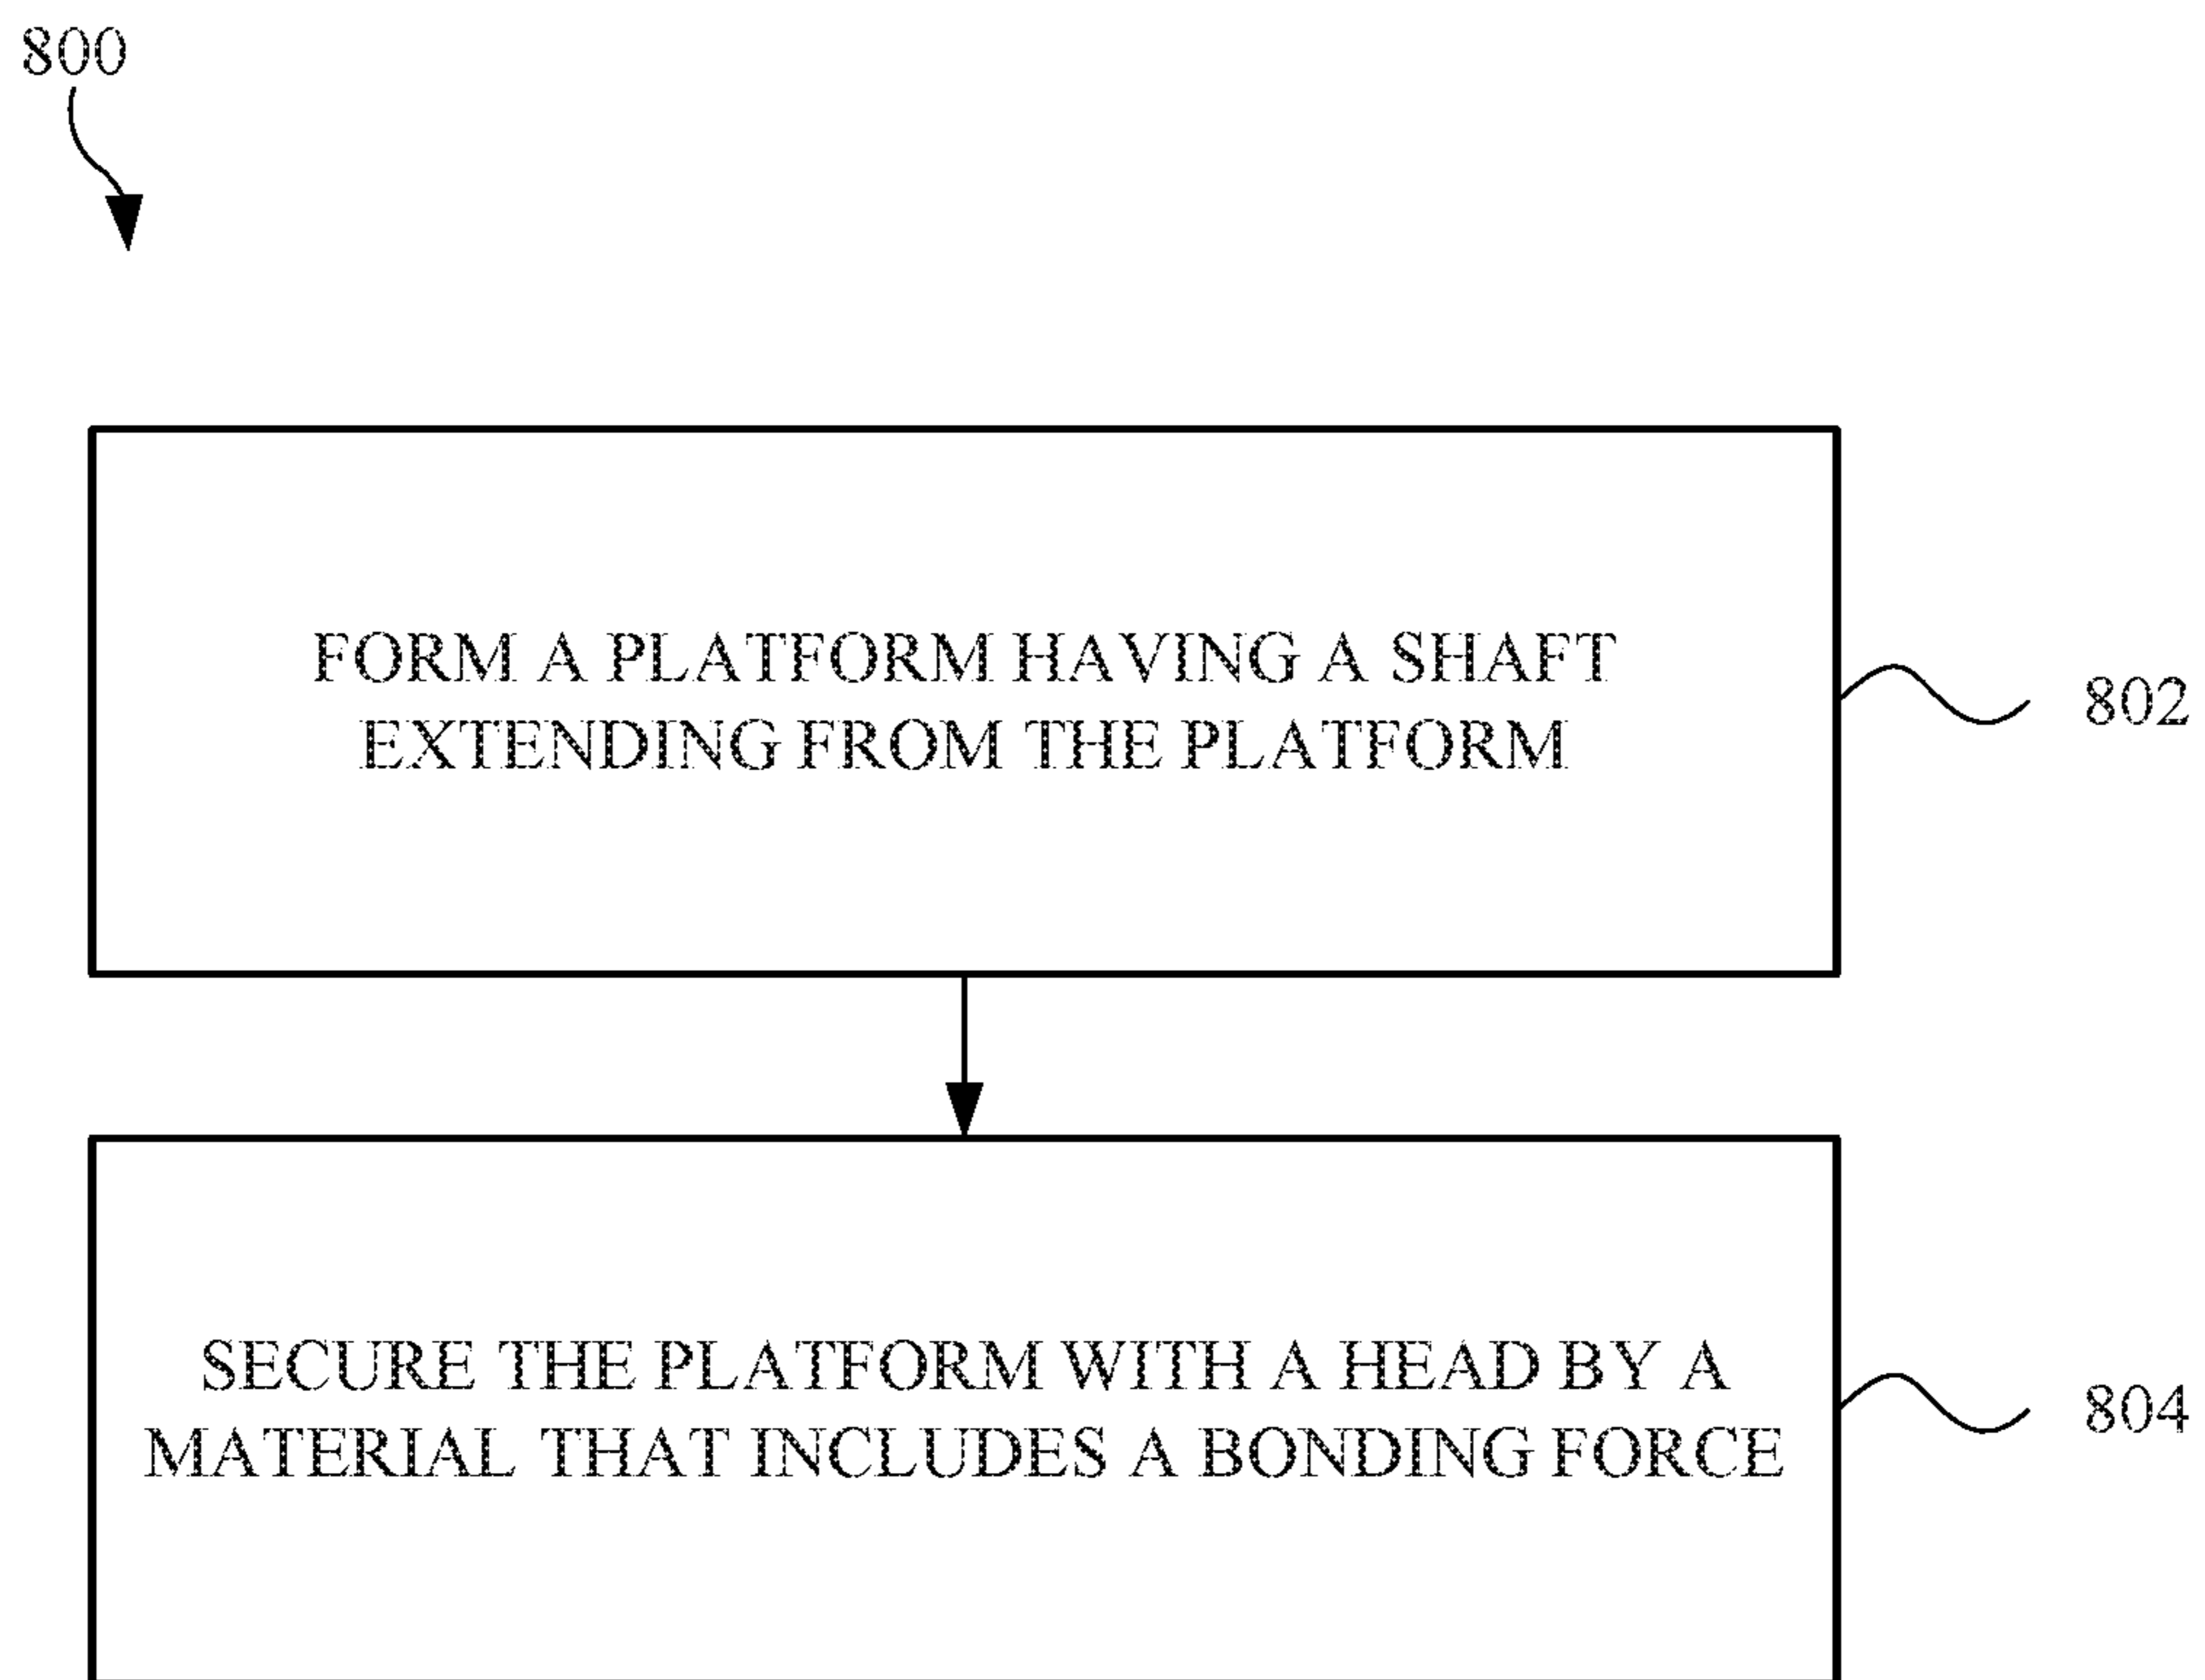 800
FORM A PLATFORM HAVING A SHAFT
EXTENDING FROM THE PLATFORM
802
SECURE THE PLATFORM WITH A HEAD BY A
MATERIAL THAT INCLUDES A BONDING FORCE
804